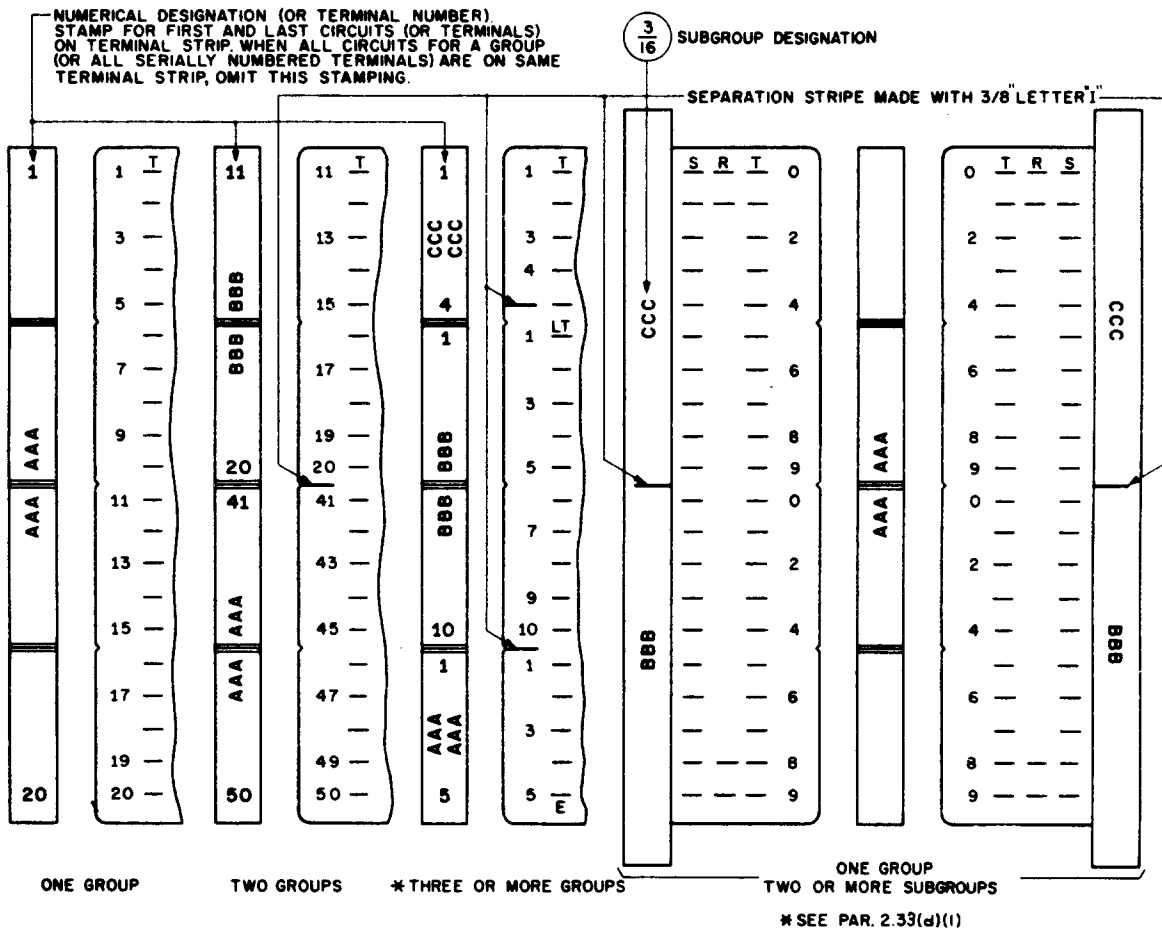 NUMERICAL DESIGNATION (OR TERMINAL NUMBER).
STAMP FOR FIRST AND LAST CIRCUITS (OR TERMINALS)
ON TERMINAL STRIP. WHEN ALL CIRCUITS FOR A GROUP
(OR ALL SERIALLY NUMBERED TERMINALS) ARE ON SAME
TERMINAL STRIP, OMIT THIS STAMPING.
3
16
SUBGROUP DESIGNATION
SEPARATION STRIPE MADE WITH 3/8" LETTER "I"
1
AAA
AAA
20
T
1
3
5
7
9
11
13
15
17
19
20
11
BBB
BBB
20
41
AAA
AAA
50
T
11
13
15
17
19
20
41
43
45
47
49
50
1
CCC
CCC
4
1
BBB
BBB
10
1
AAA
AAA
5
T
1
3
4
LT
1
3
5
7
9
10
1
3
5
E
CCC
BBB
S R T
0
2
4
6
8
9
0
2
4
6
8
9
AAA
AAA
T R S
0
2
4
6
8
9
0
2
4
6
8
9
CCC
BBB
ONE GROUP
TWO GROUPS
* THREE OR MORE GROUPS
ONE GROUP
TWO OR MORE SUBGROUPS
* SEE PAR. 2.33(d)(1)